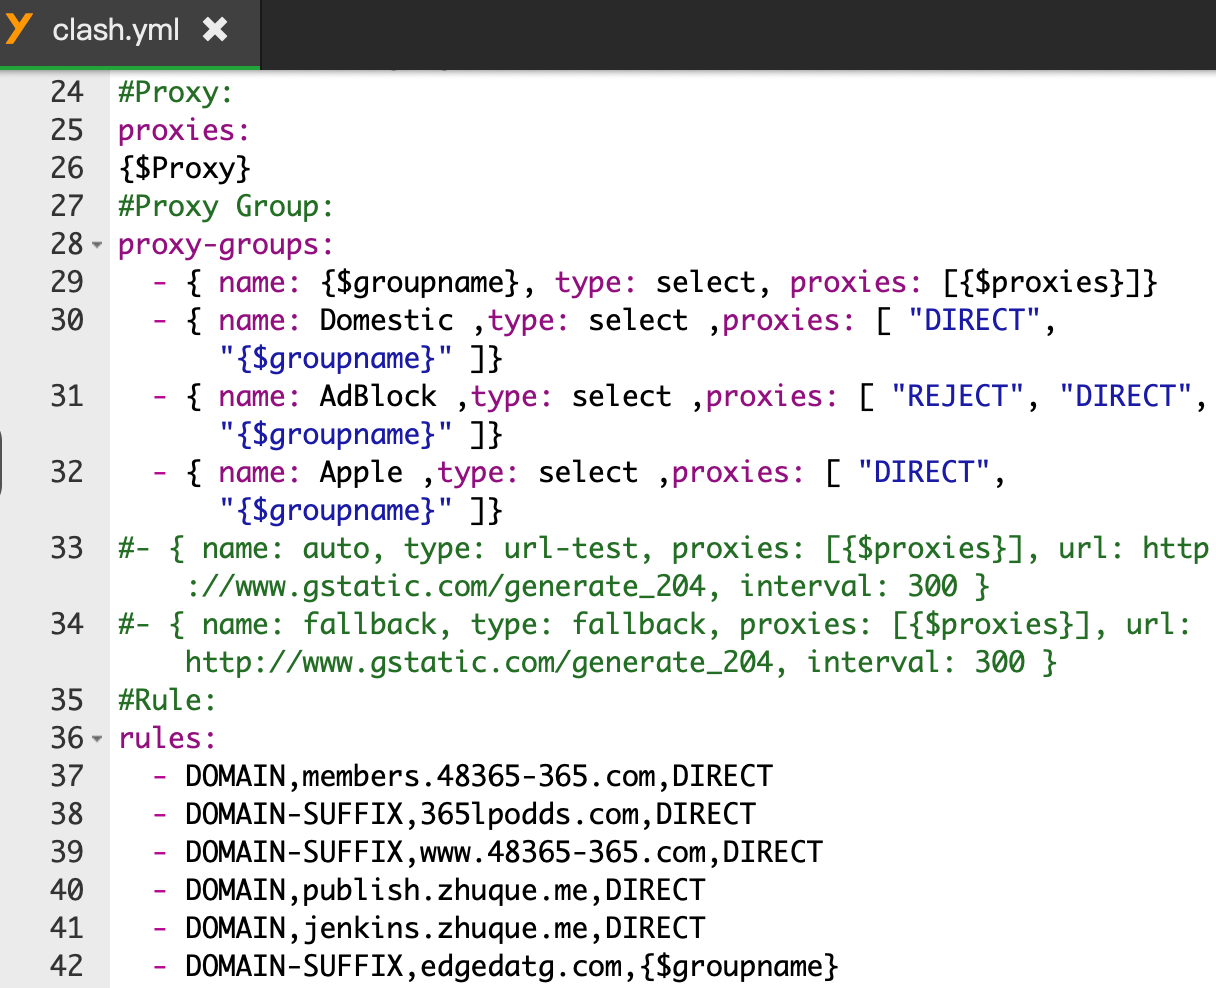 clash.yml
24 #Proxy:
25 proxies:
26 {$Proxy}
27 #Proxy Group:
28 proxy-groups:
29 - { name: {$groupname}, type: select, proxies: [{$proxies}]}
30 - { name: Domestic ,type: select ,proxies: [ "DIRECT",
"{$groupname}" ]}
31 - { name: AdBlock ,type: select ,proxies: [ "REJECT", "DIRECT",
"{$groupname}" ]}
32 - { name: Apple ,type: select ,proxies: [ "DIRECT",
"{$groupname}" ]}
33 #- { name: auto, type: url-test, proxies: [{$proxies}], url: http
://www.gstatic.com/generate_204, interval: 300 }
34 #- { name: fallback, type: fallback, proxies: [{$proxies}], url:
http://www.gstatic.com/generate_204, interval: 300 }
35 #Rule:
36 rules:
37 - DOMAIN,members.48365-365.com,DIRECT
38 - DOMAIN-SUFFIX,365lpodds.com,DIRECT
39 - DOMAIN-SUFFIX,www.48365-365.com,DIRECT
40 - DOMAIN,publish.zhuque.me,DIRECT
41 - DOMAIN,jenkins.zhuque.me,DIRECT
42 - DOMAIN-SUFFIX,edgedatg.com,{$groupname}